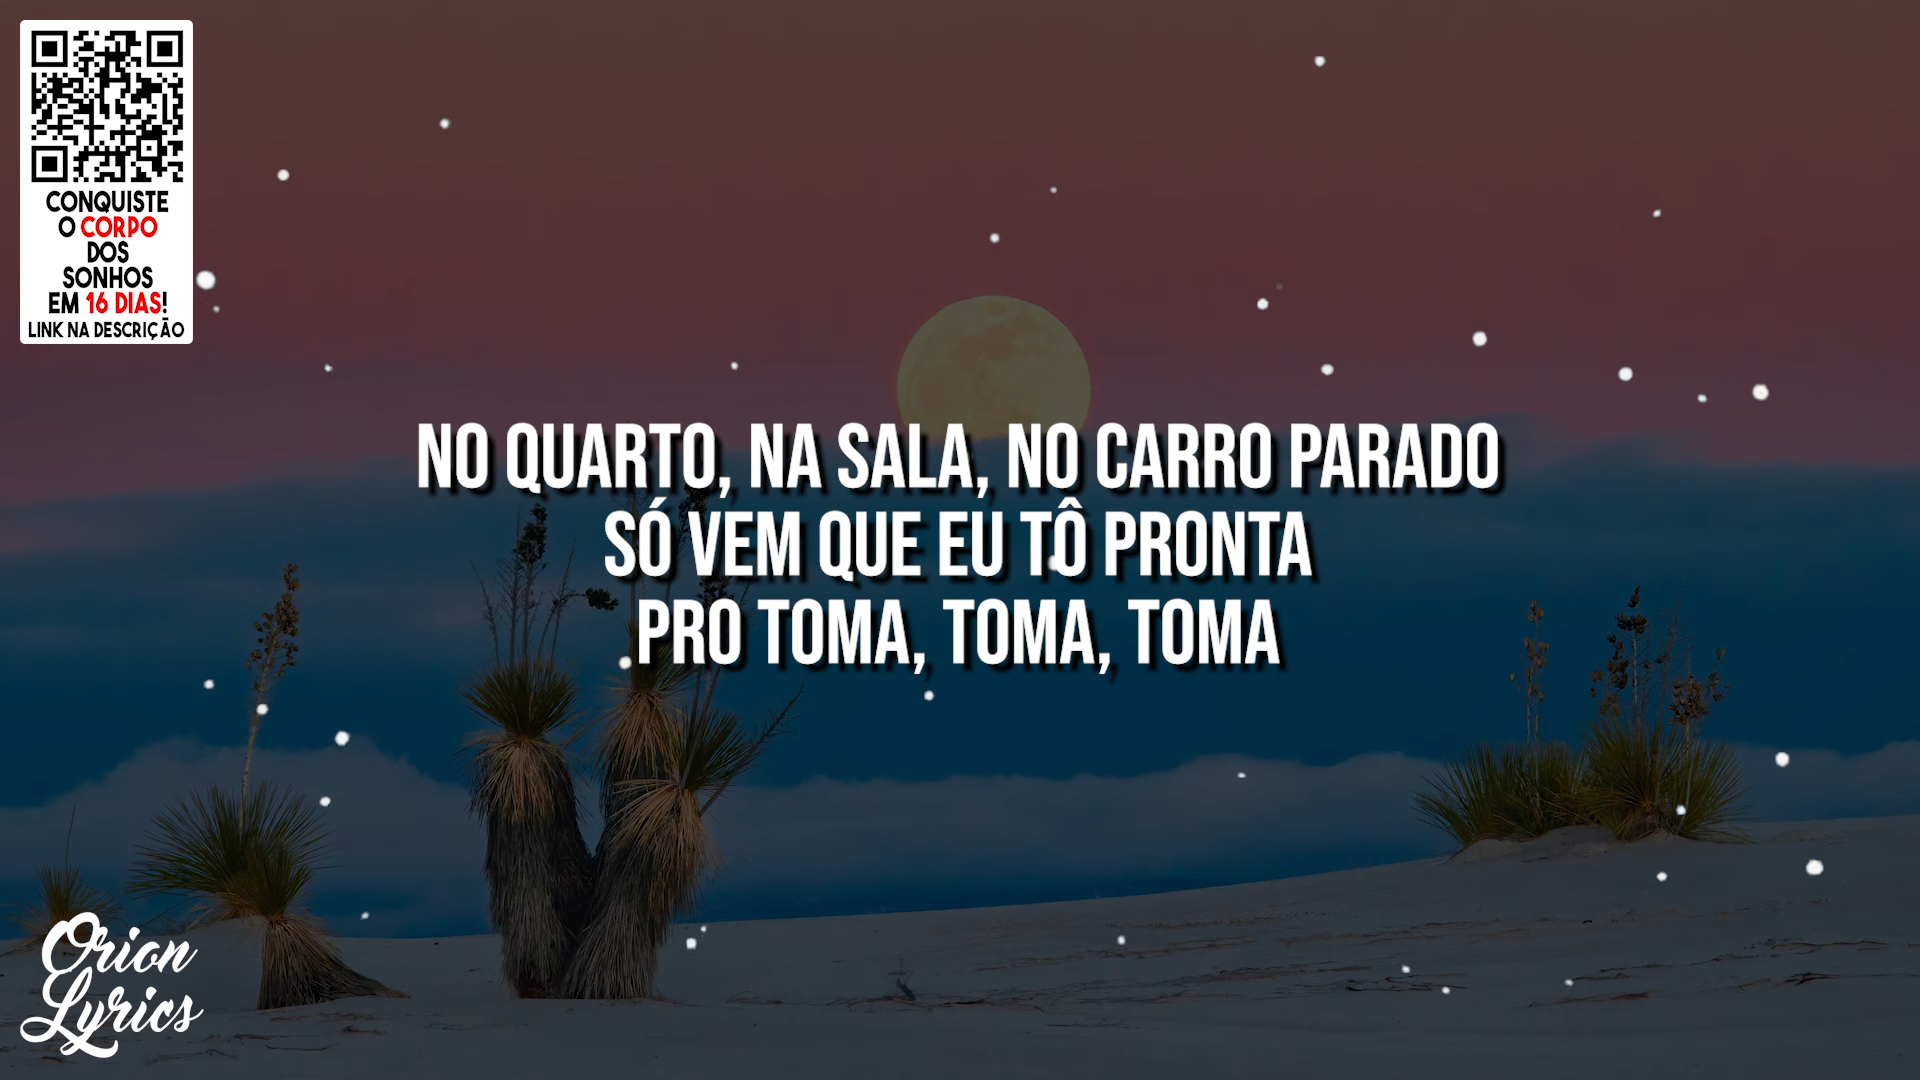 CONQUISTE
O CORPO
DOS
SONHOS
EM 16 DIAS!
LINK NA DESCRIÇÃO
NO QUARTO, NA SALA, NO CARRO PARADO
SÓ VEM QUE EU TÔ PRONTA
PRO TOMA, TOMA, TOMA
Orion
Lyrics